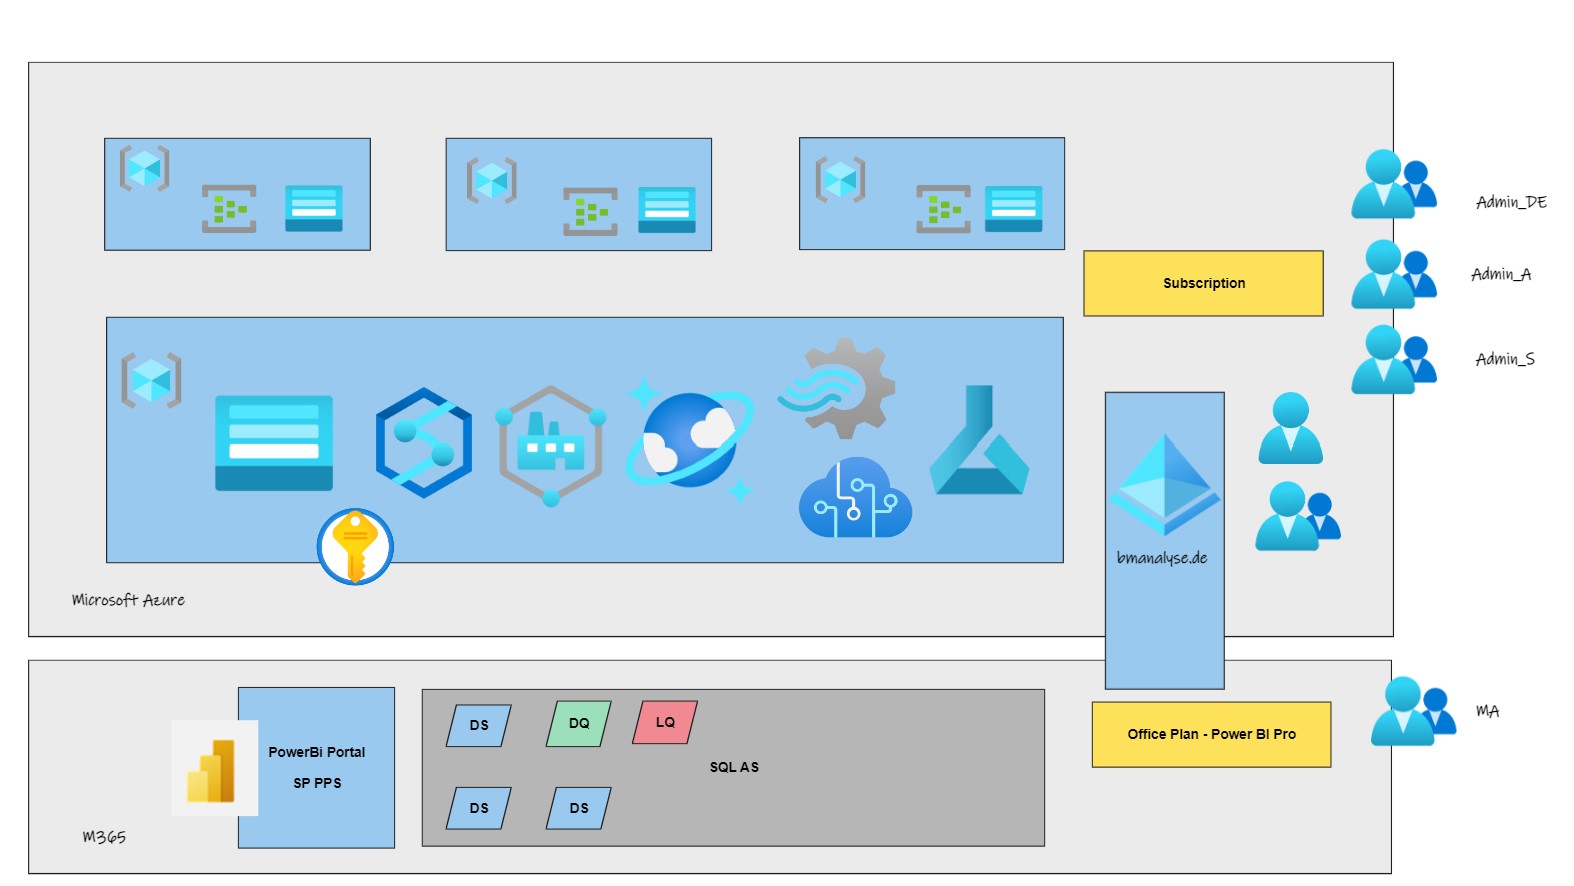 Admin_DE
Admin_A
Subscription
Admin_S
bmanalyse.de
Microsoft Azure
DS
DQ
LQ
MA
Office Plan - Power BI Pro
PowerBi Portal
SP PPS
SQL AS
DS
DS
M365